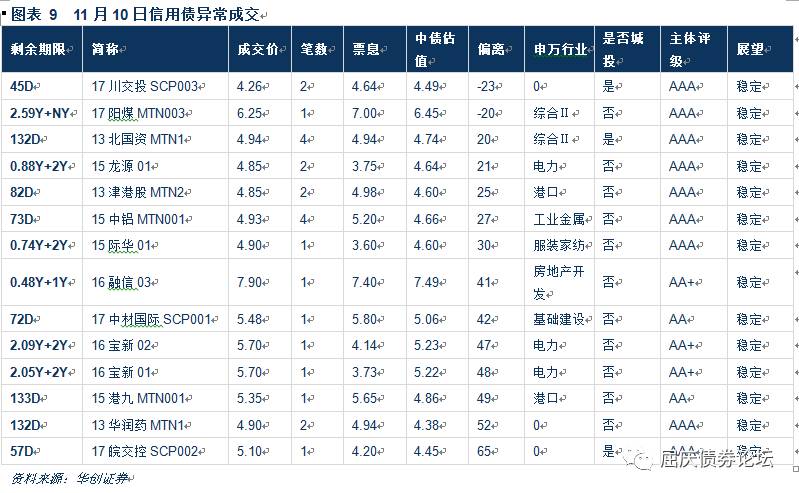 图表 9 11 月 10 日信用债异常成交
剩余期限 简称 成交价 笔数 票息 中债估值 偏离 申万行业 是否城投 主体评级 展望
45D 17 川交投 SCP003 4.26 2 4.64 4.49 -23 0 是 AAA 稳定
2.59Y+NY 17 阳煤 MTN003 6.25 1 7.00 6.45 -20 综合Ⅱ 否 AAA 稳定
132D 13 北国资 MTN1 4.94 4 4.94 4.74 20 综合Ⅱ 是 AAA 稳定
0.88Y+2Y 15 龙源 01 4.85 2 3.75 4.64 21 电力 否 AAA 稳定
82D 13 津港股 MTN2 4.85 2 4.98 4.60 25 港口 否 AAA 稳定
73D 15 中铝 MTN001 4.93 4 5.20 4.66 27 工业金属 否 AAA 稳定
0.74Y+2Y 15 际华 01 4.90 1 3.60 4.60 30 服装家纺 否 AAA 稳定
0.48Y+1Y 16 融信 03 7.90 1 7.40 7.49 41 房地产开发 否 AA+ 稳定
72D 17 中材国际 SCP001 5.48 1 5.80 5.06 42 基础建设 否 AA 稳定
2.09Y+2Y 16 宝新 02 5.70 1 4.14 5.23 47 电力 否 AA+ 稳定
2.05Y+2Y 16 宝新 01 5.70 1 3.73 5.22 48 电力 否 AA+ 稳定
133D 15 港九 MTN001 5.35 1 5.65 4.86 49 港口 否 AA 稳定
132D 13 华润药 MTN1 4.90 2 4.94 4.38 52 0 否 AAA 稳定
57D 17 皖交控 SCP002 5.10 1 4.20 4.45 65 0 是 AAA 稳定
资料来源：华创证券
屈庆债券论坛